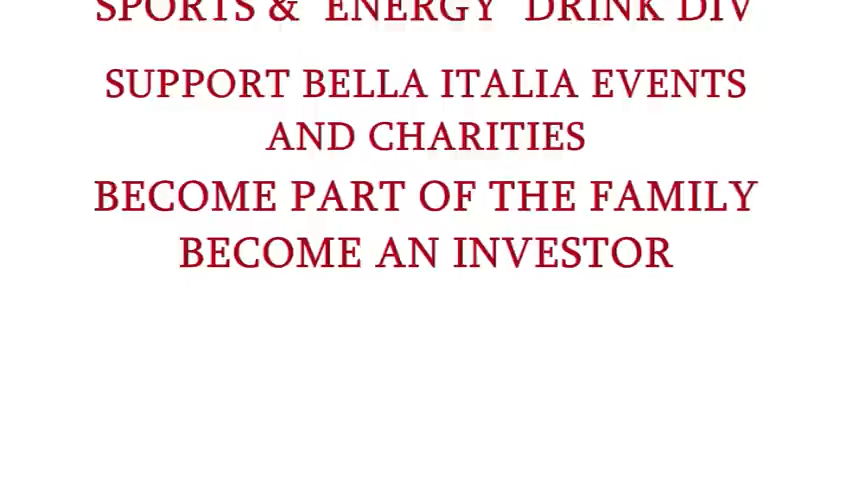 SPORTS & ENERGY DRINK DIV
SUPPORT BELLA ITALIA EVENTS
AND CHARITIES
BECOME PART OF THE FAMILY
BECOME AN INVESTOR